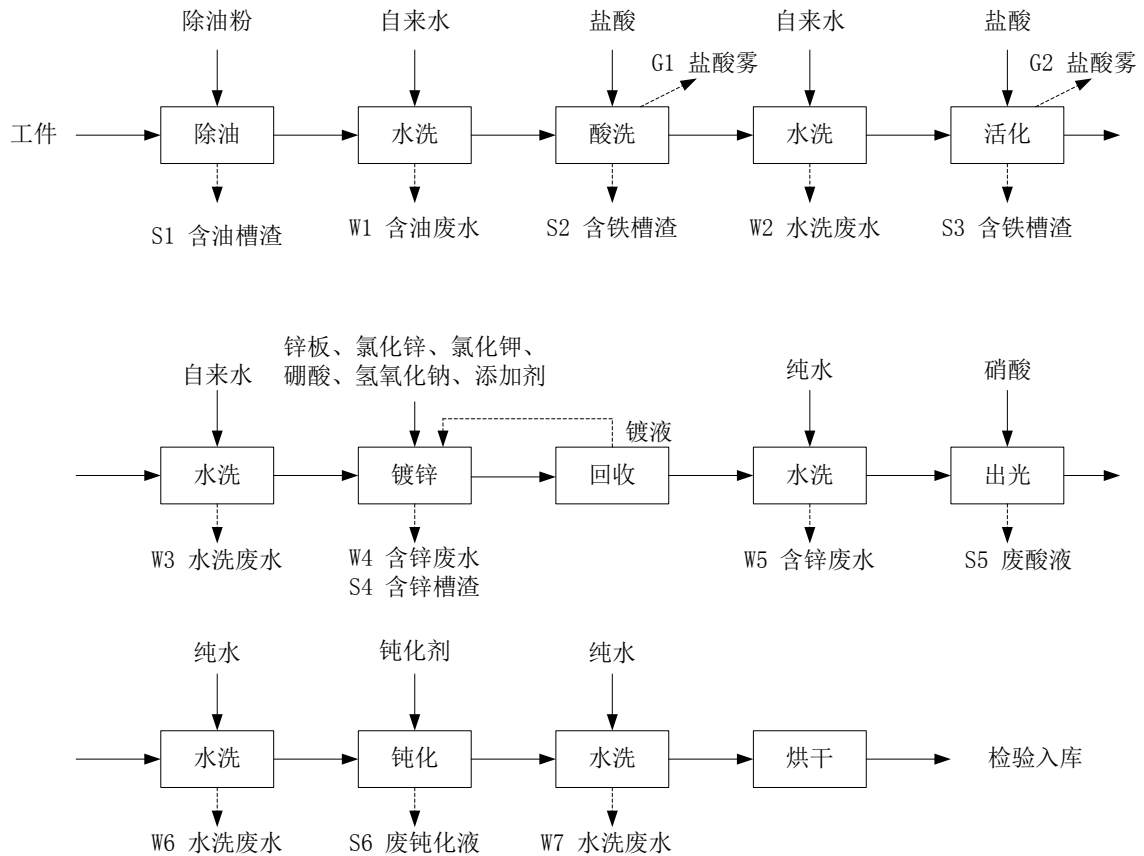 除油粉
自来水
盐酸
自来水
盐酸
G1 盐酸雾
G2 盐酸雾
工件
除油
水洗
酸洗
水洗
活化
S1 含油槽渣
W1 含油废水
S2 含铁槽渣
W2 水洗废水
S3 含铁槽渣
锌板、氯化锌、氯化钾、
硼酸、氢氧化钠、添加剂
自来水
纯水
硝酸
镀液
水洗
镀锌
回收
水洗
出光
W3 水洗废水
W4 含锌废水
S4 含锌槽渣
W5 含锌废水
S5 废酸液
纯水
钝化剂
纯水
水洗
钝化
水洗
烘干
检验入库
W6 水洗废水
S6 废钝化液
W7 水洗废水